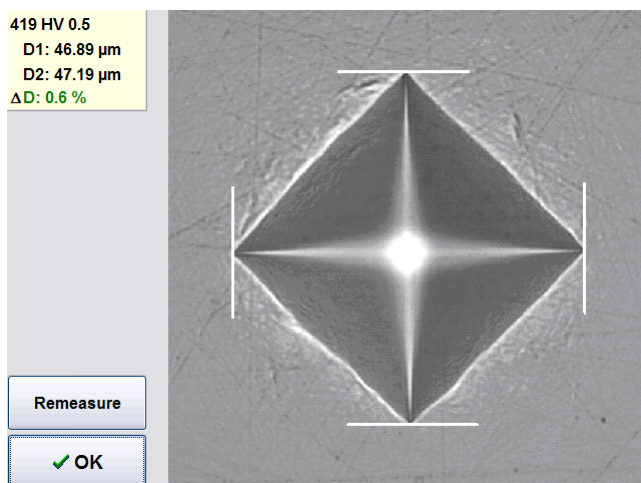 419 HV 0.5
D1: 46.89 µm
D2: 47.19 µm
ΔD: 0.6 %
Remeasure
OK